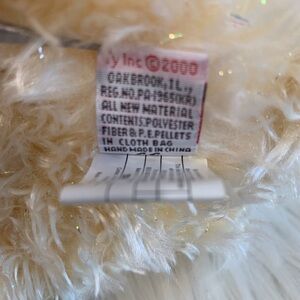 Ty Inc ©2000
OAKBROOK, IL.,
REG.NO.PA-1965(KR)
ALL NEW MATERIAL
CONTENTS:POLYESTER
FIBER & P.E.PELLETS
IN CLOTH BAG
HAND MADE IN CHINA